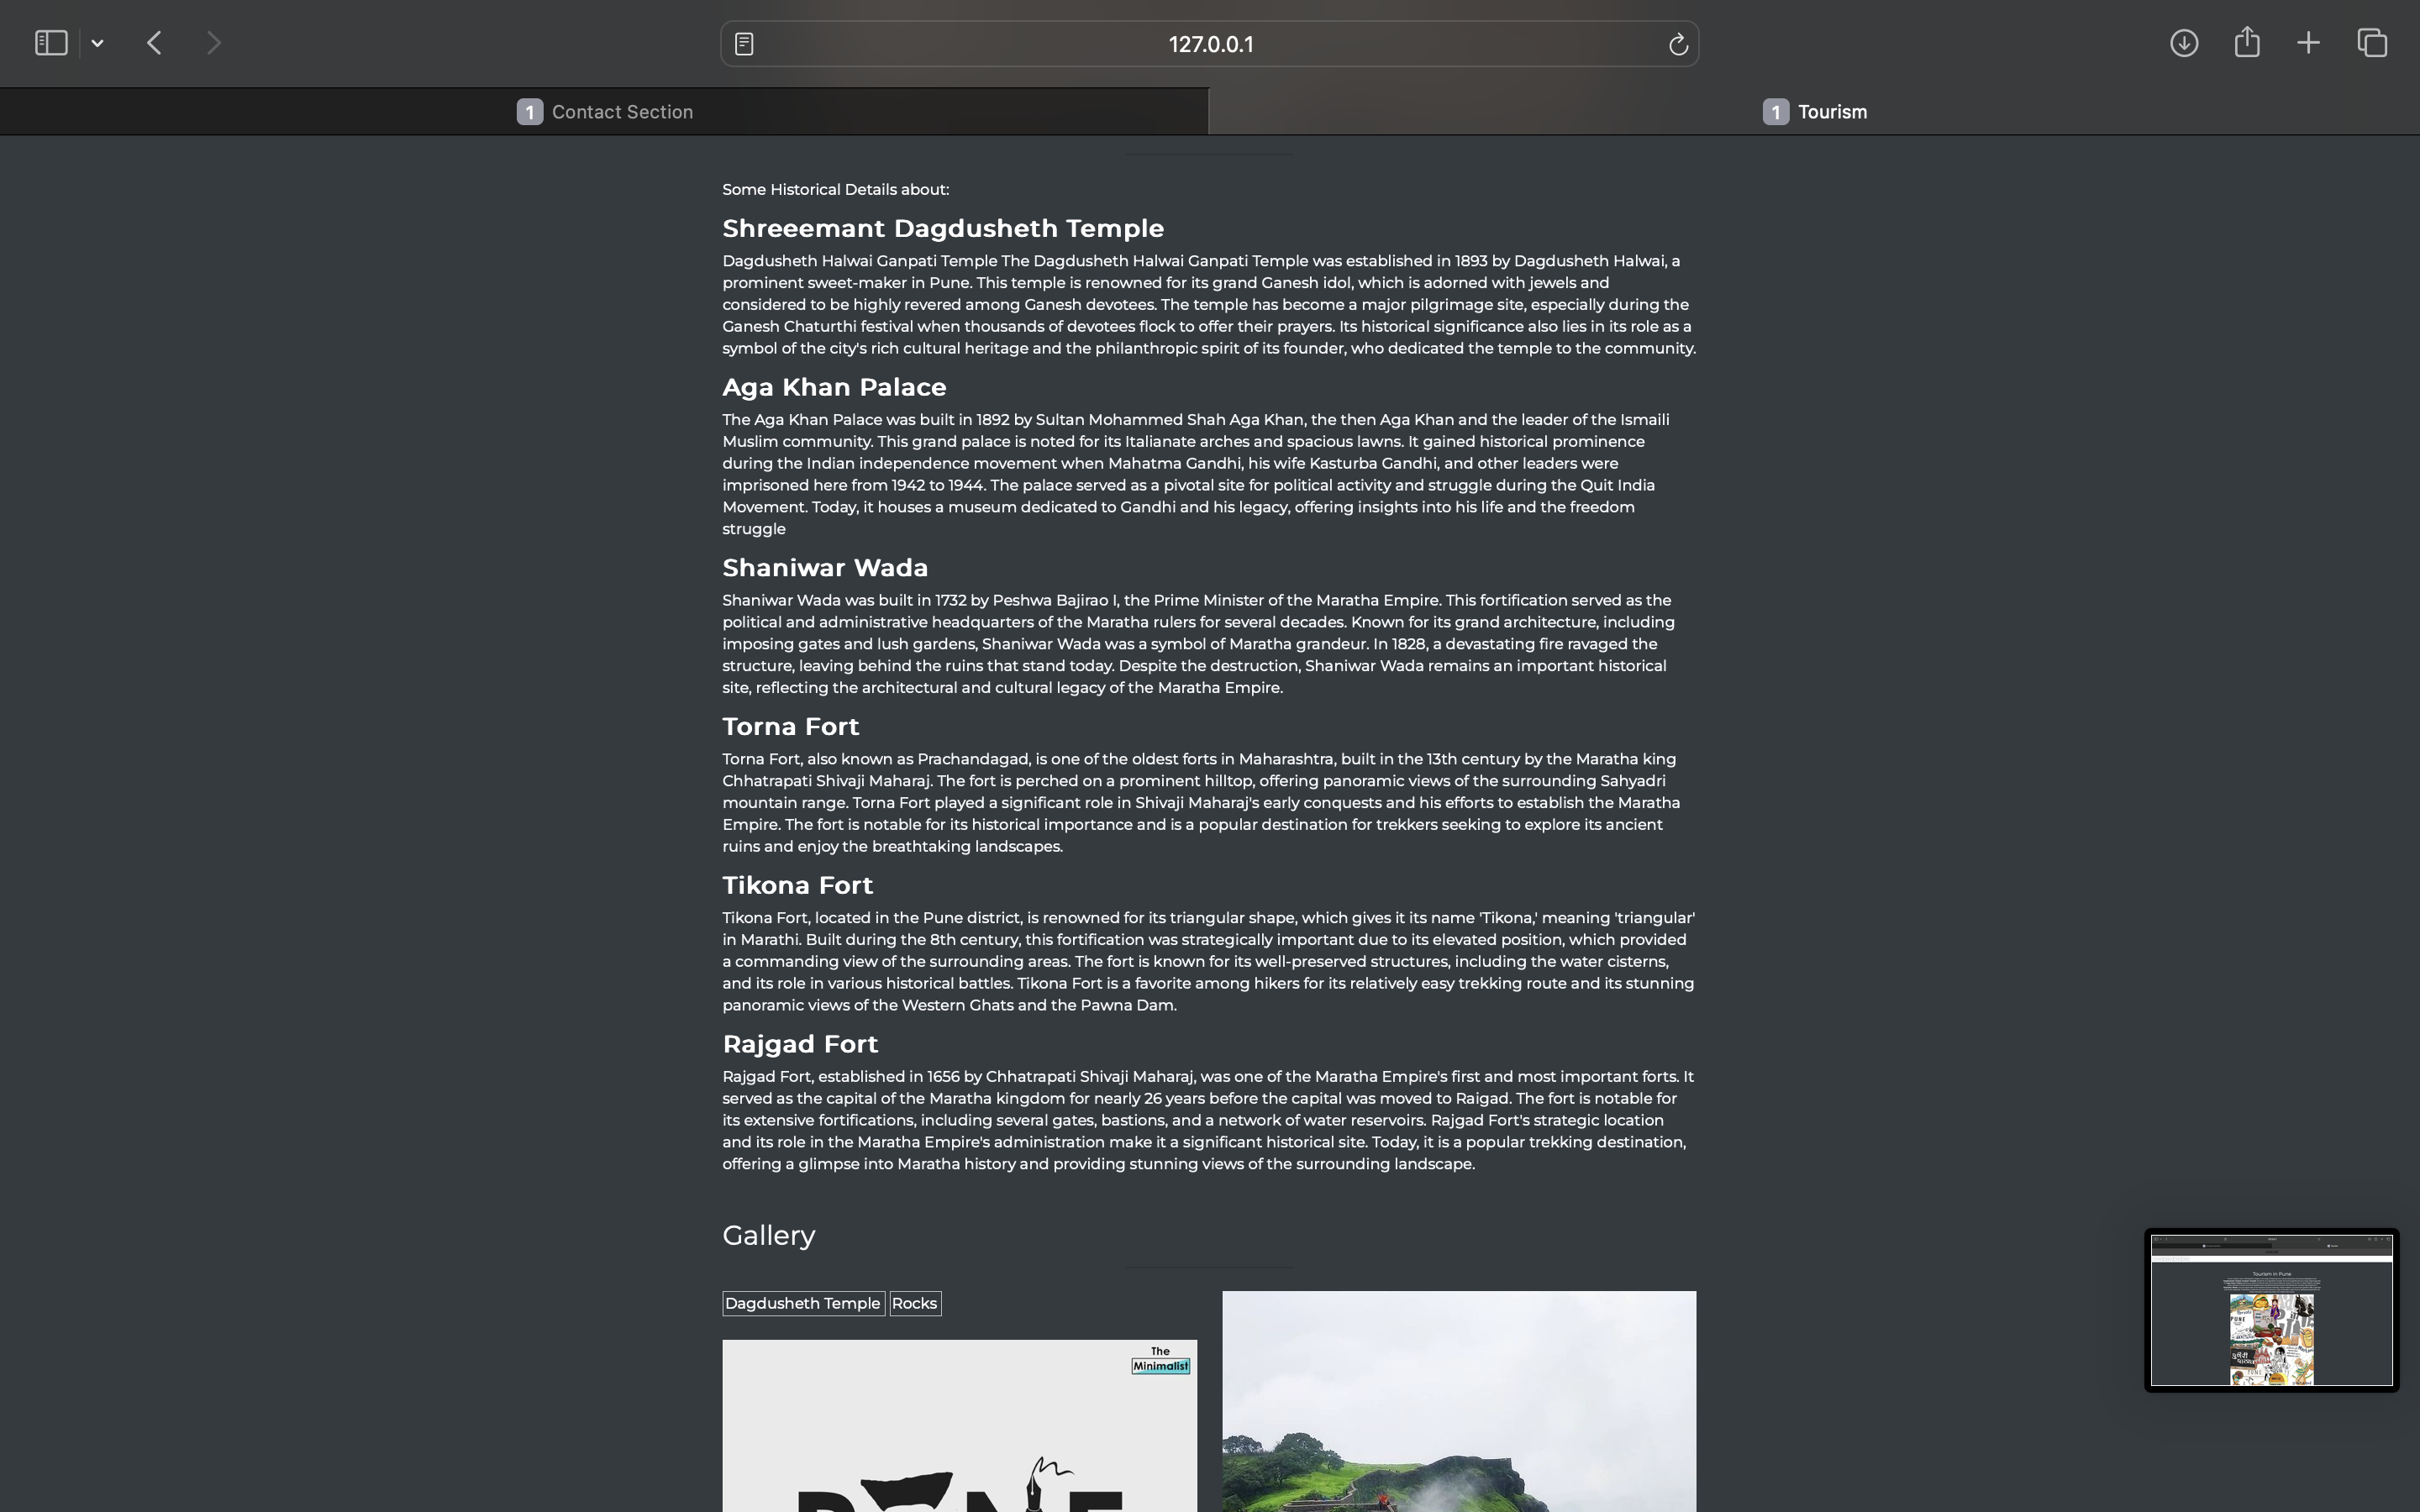 127.0.0.1
1 Contact Section
1 Tourism
Some Historical Details about:
Shreeemant Dagdusheth Temple
Dagdusheth Halwai Ganpati Temple The Dagdusheth Halwai Ganpati Temple was established in 1893 by Dagdusheth Halwai, a
prominent sweet-maker in Pune. This temple is renowned for its grand Ganesh idol, which is adorned with jewels and
considered to be highly revered among Ganesh devotees. The temple has become a major pilgrimage site, especially during the
Ganesh Chaturthi festival when thousands of devotees flock to offer their prayers. Its historical significance also lies in its role as a
symbol of the city's rich cultural heritage and the philanthropic spirit of its founder, who dedicated the temple to the community.
Aga Khan Palace
The Aga Khan Palace was built in 1892 by Sultan Mohammed Shah Aga Khan, the then Aga Khan and the leader of the Ismaili
Muslim community. This grand palace is noted for its Italianate arches and spacious lawns. It gained historical prominence
during the Indian independence movement when Mahatma Gandhi, his wife Kasturba Gandhi, and other leaders were
imprisoned here from 1942 to 1944. The palace served as a pivotal site for political activity and struggle during the Quit India
Movement. Today, it houses a museum dedicated to Gandhi and his legacy, offering insights into his life and the freedom
struggle
Shaniwar Wada
Shaniwar Wada was built in 1732 by Peshwa Bajirao I, the Prime Minister of the Maratha Empire. This fortification served as the
political and administrative headquarters of the Maratha rulers for several decades. Known for its grand architecture, including
imposing gates and lush gardens, Shaniwar Wada was a symbol of Maratha grandeur. In 1828, a devastating fire ravaged the
structure, leaving behind the ruins that stand today. Despite the destruction, Shaniwar Wada remains an important historical
site, reflecting the architectural and cultural legacy of the Maratha Empire.
Torna Fort
Torna Fort, also known as Prachandagad, is one of the oldest forts in Maharashtra, built in the 13th century by the Maratha king
Chhatrapati Shivaji Maharaj. The fort is perched on a prominent hilltop, offering panoramic views of the surrounding Sahyadri
mountain range. Torna Fort played a significant role in Shivaji Maharaj's early conquests and his efforts to establish the Maratha
Empire. The fort is notable for its historical importance and is a popular destination for trekkers seeking to explore its ancient
ruins and enjoy the breathtaking landscapes.
Tikona Fort
Tikona Fort, located in the Pune district, is renowned for its triangular shape, which gives it its name 'Tikona,' meaning 'triangular'
in Marathi. Built during the 8th century, this fortification was strategically important due to its elevated position, which provided
a commanding view of the surrounding areas. The fort is known for its well-preserved structures, including the water cisterns,
and its role in various historical battles. Tikona Fort is a favorite among hikers for its relatively easy trekking route and its stunning
panoramic views of the Western Ghats and the Pawna Dam.
Rajgad Fort
Rajgad Fort, established in 1656 by Chhatrapati Shivaji Maharaj, was one of the Maratha Empire's first and most important forts. It
served as the capital of the Maratha kingdom for nearly 26 years before the capital was moved to Raigad. The fort is notable for
its extensive fortifications, including several gates, bastions, and a network of water reservoirs. Rajgad Fort's strategic location
and its role in the Maratha Empire's administration make it a significant historical site. Today, it is a popular trekking destination,
offering a glimpse into Maratha history and providing stunning views of the surrounding landscape.
Gallery
Dagdusheth Temple
Rocks
The
Minimalist
Tourism in Pune